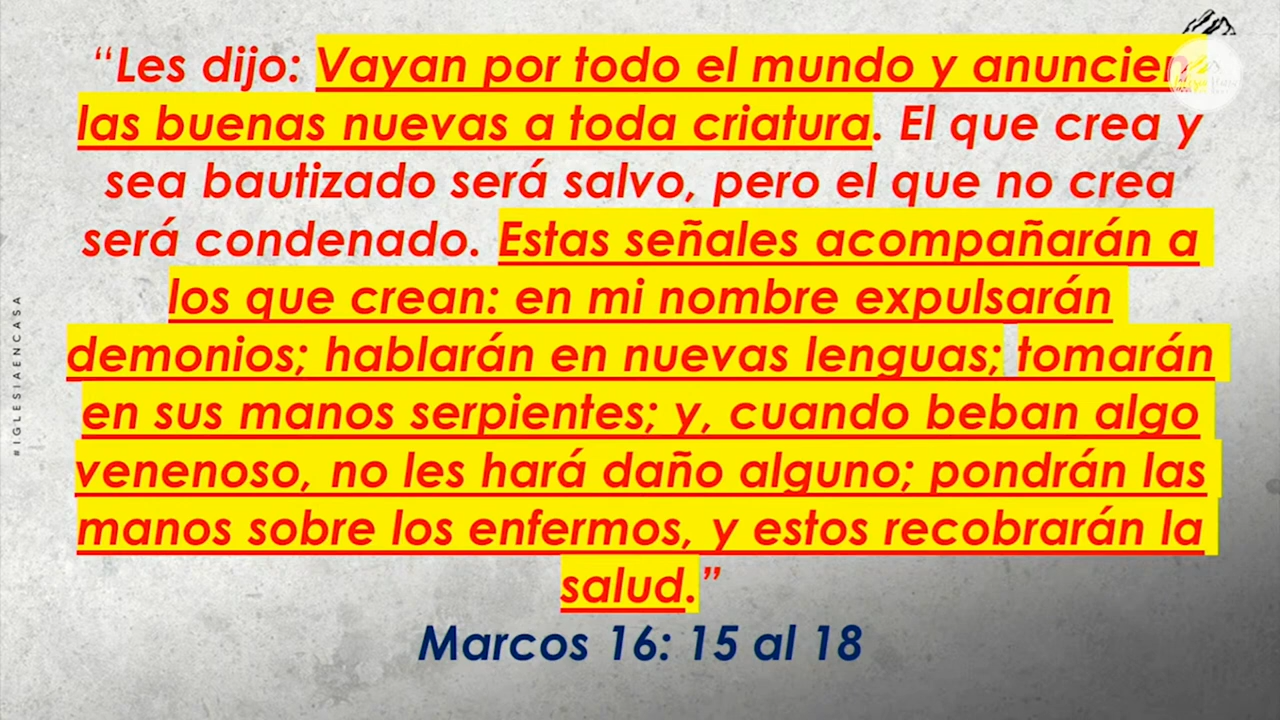 “Les dijo: Vayan por todo el mundo y anuncien
las buenas nuevas a toda criatura. El que crea y
sea bautizado será salvo, pero el que no crea
será condenado. Estas señales acompañarán a
los que crean: en mi nombre expulsarán
demonios; hablarán en nuevas lenguas; tomarán
en sus manos serpientes; y, cuando beban algo
venenoso, no les hará daño alguno; pondrán las
manos sobre los enfermos, y estos recobrarán la
salud.”
Marcos 16: 15 al 18
#IGLESIAENCASA